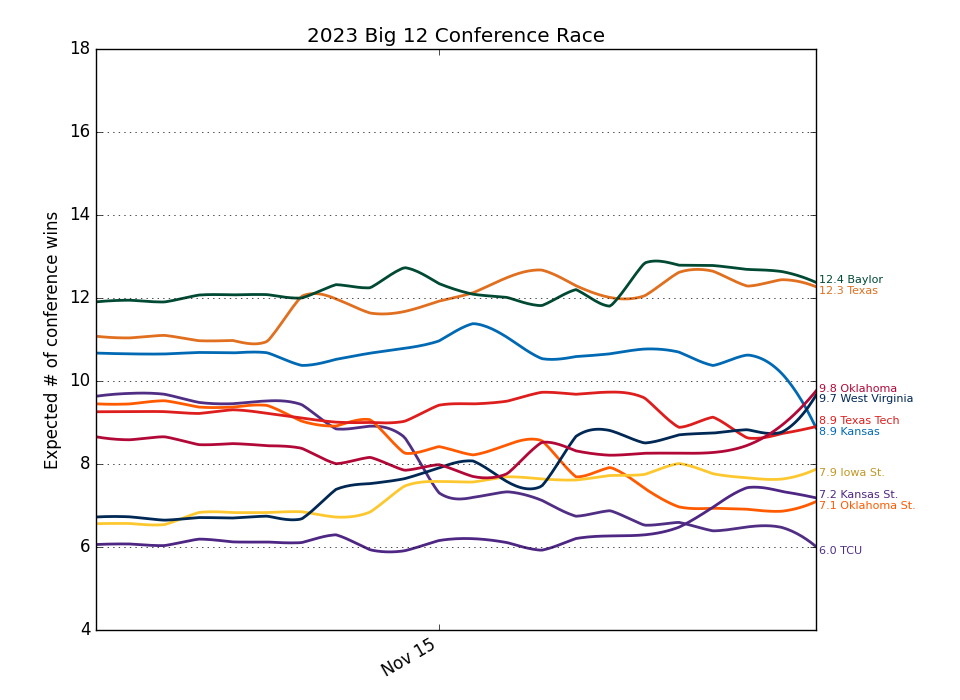 2023 Big 12 Conference Race
Expected # of conference wins
18
16
14
12
10
8
6
4
Nov 15
12.4 Baylor
12.3 Texas
9.8 Oklahoma
9.7 West Virginia
8.9 Texas Tech
8.9 Kansas
7.9 Iowa St.
7.2 Kansas St.
7.1 Oklahoma St.
6.0 TCU